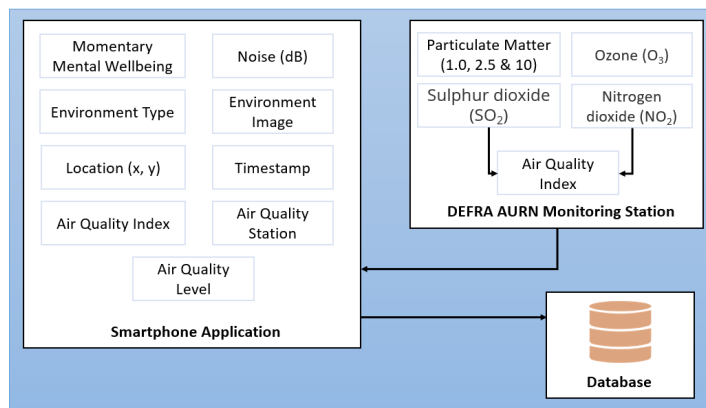 Momentary
Mental Wellbeing
Noise (dB)
Environment Type
Environment
Image
Location (x, y)
Timestamp
Air Quality Index
Air Quality
Station
Air Quality
Level
Smartphone Application
Particulate Matter
(1.0, 2.5 & 10)
Ozone (O₃)
Sulphur dioxide
(SO₂)
Nitrogen
dioxide (NO₂)
Air Quality
Index
DEFRA AURN Monitoring Station
Database